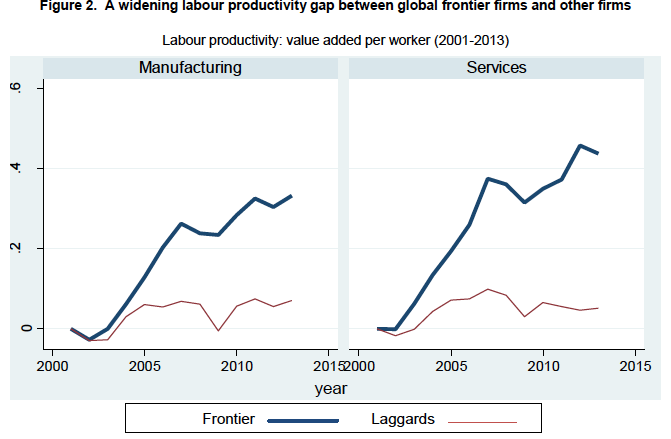 Figure 2. A widening labour productivity gap between global frontier firms and other firms
Labour productivity: value added per worker (2001-2013)
Manufacturing
Services
.6
.4
.2
0
2000 2005 2010 2015
2000 2005 2010 2015
year
Frontier Laggards